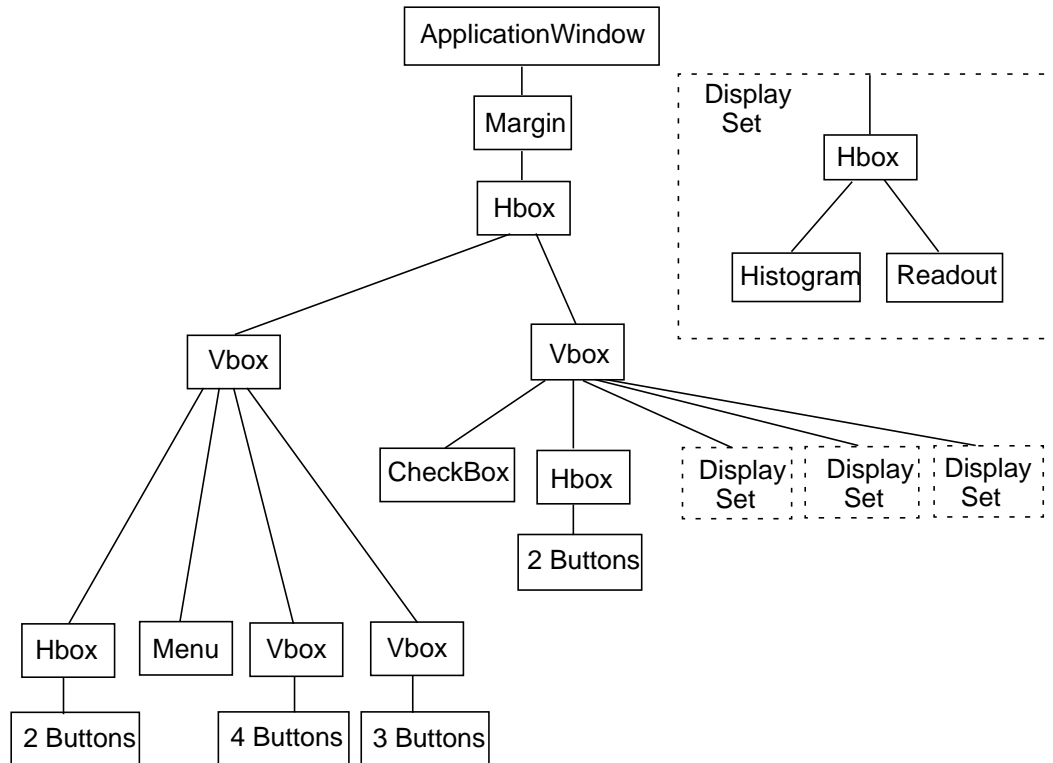 ApplicationWindow
Display
Set
Margin
Hbox
Hbox
Histogram
Readout
Vbox
Vbox
CheckBox
Hbox
Display
Set
Display
Set
Display
Set
2 Buttons
Hbox
Menu
Vbox
Vbox
2 Buttons
4 Buttons
3 Buttons